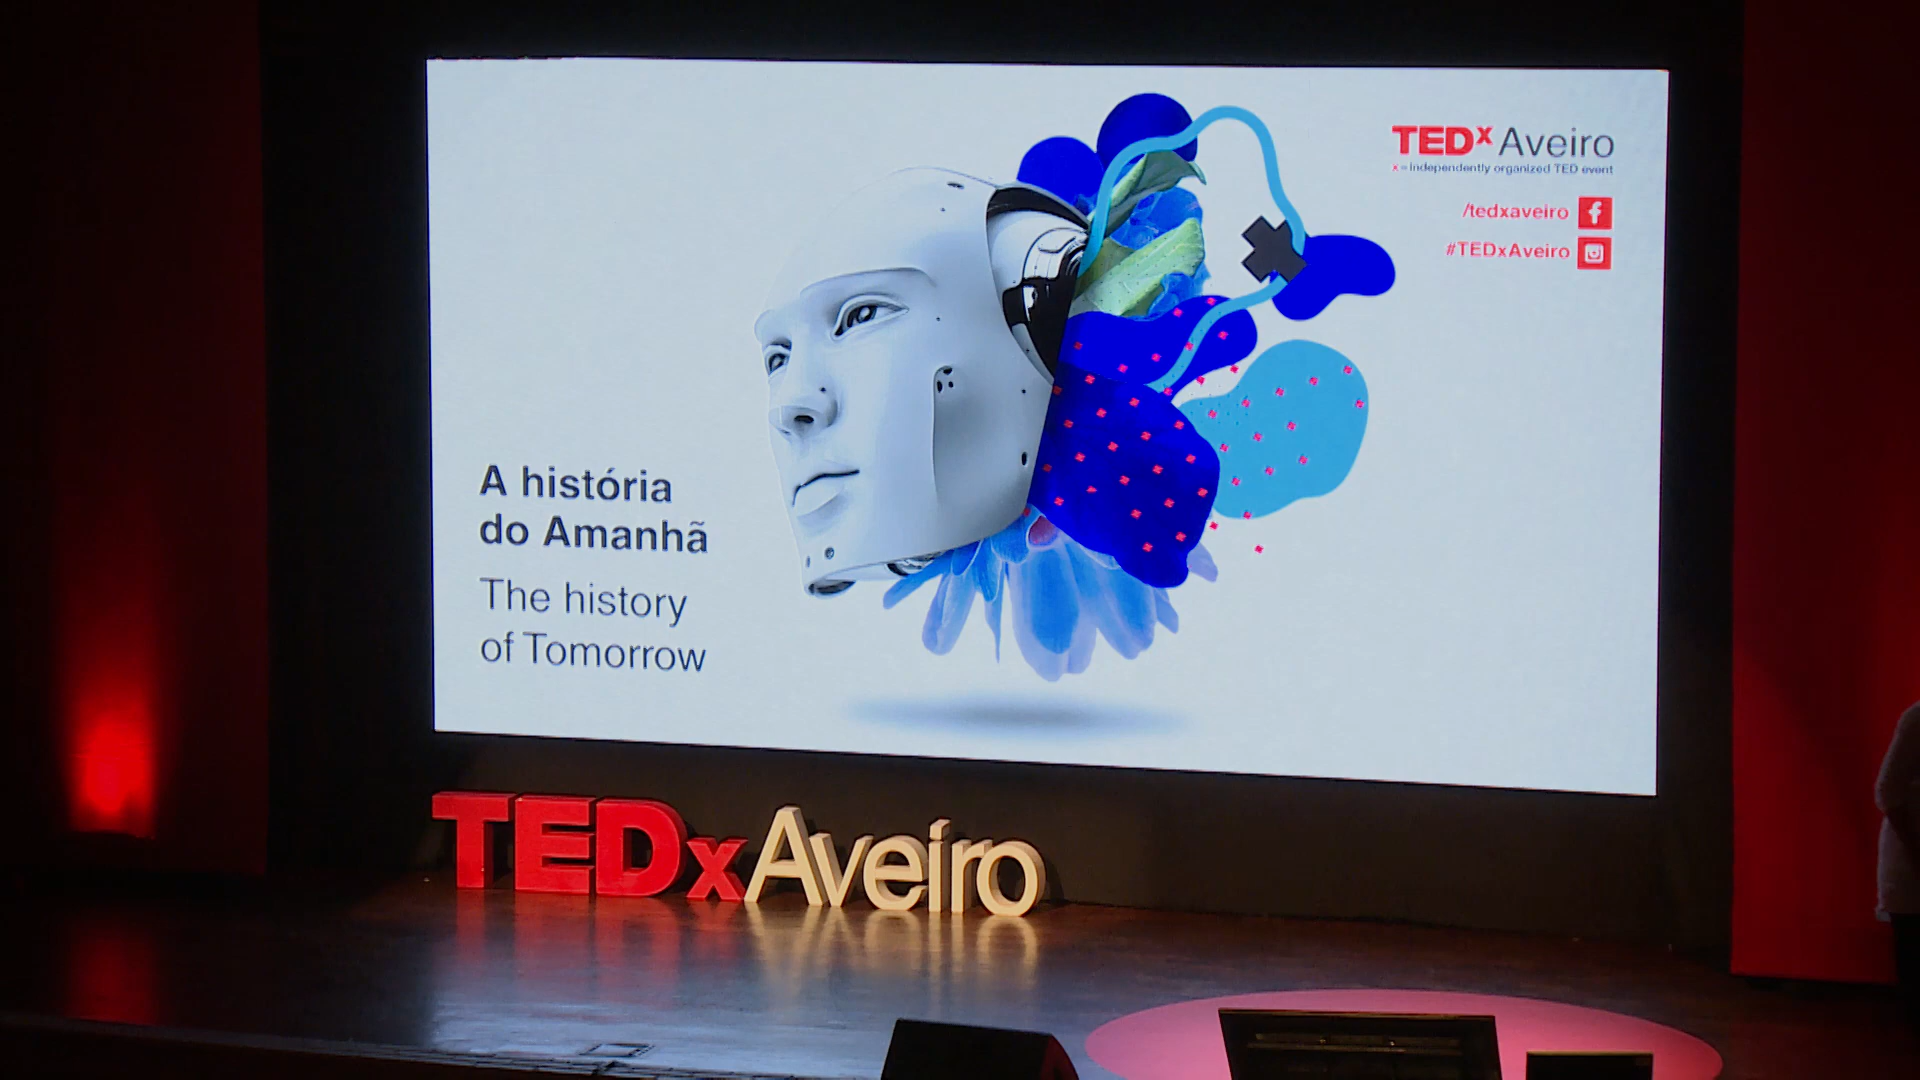 TEDx Aveiro
x = independently organized TED event
/tedxaveiro
#TEDxAveiro
A história
do Amanhã
The history
of Tomorrow
TEDxAveiro